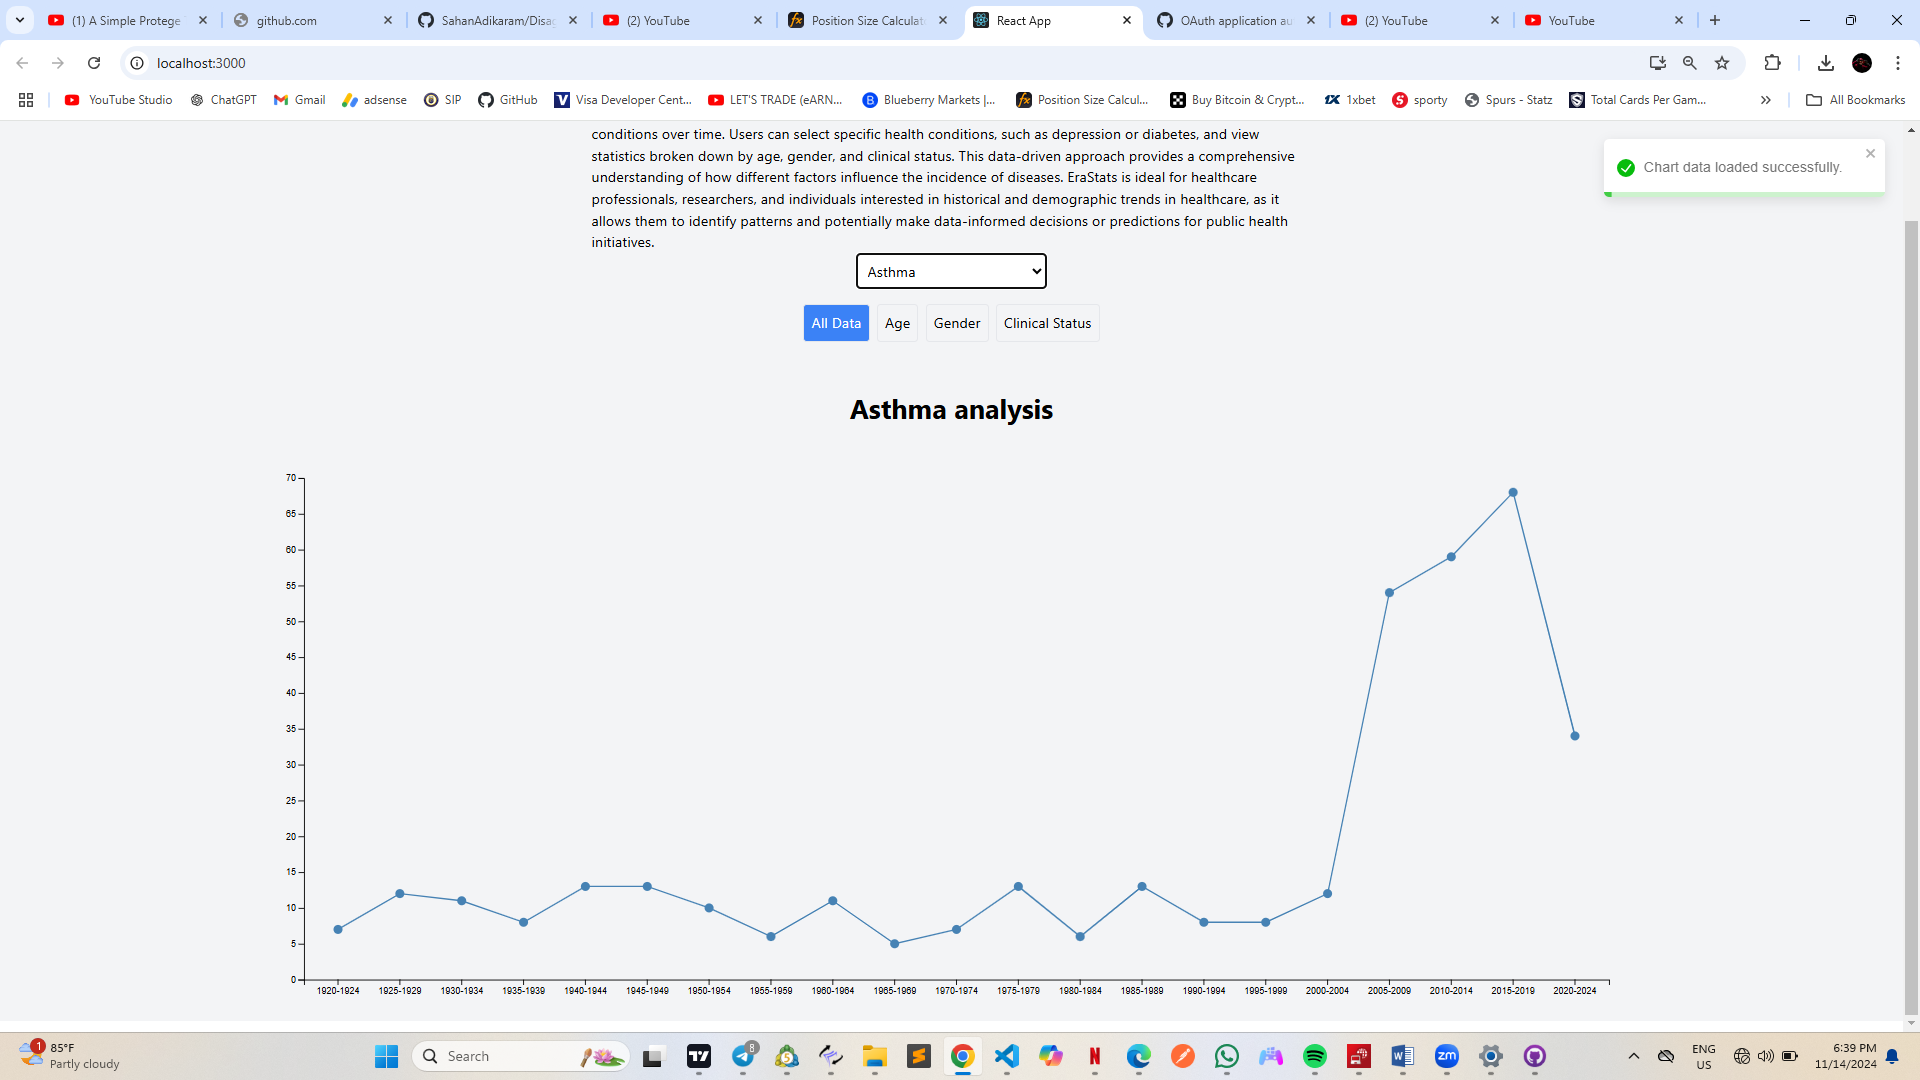 (1) A Simple Protege
github.com
SahanAdikaram/Disa
(2) YouTube
Position Size Calculat
React App
OAuth application au
(2) YouTube
YouTube
localhost:3000
YouTube Studio
ChatGPT
Gmail
adsense
SIP
GitHub
Visa Developer Cent...
LET'S TRADE (eARN...
Blueberry Markets |...
Position Size Calcul...
Buy Bitcoin & Crypt...
1xbet
sporty
Spurs - Statz
Total Cards Per Gam...
All Bookmarks
conditions over time. Users can select specific health conditions, such as depression or diabetes, and view
statistics broken down by age, gender, and clinical status. This data-driven approach provides a comprehensive
understanding of how different factors influence the incidence of diseases. EraStats is ideal for healthcare
professionals, researchers, and individuals interested in historical and demographic trends in healthcare, as it
allows them to identify patterns and potentially make data-informed decisions or predictions for public health
initiatives.
Chart data loaded successfully.
Asthma
All Data Age Gender Clinical Status
Asthma analysis
70
65
60
55
50
45
40
35
30
25
20
15
10
5
0
1920-1924 1925-1929 1930-1934 1935-1939 1940-1944 1945-1949 1950-1954 1955-1959 1960-1964 1965-1969 1970-1974 1975-1979 1980-1984 1985-1989 1990-1994 1995-1999 2000-2004 2005-2009 2010-2014 2015-2019 2020-2024
1
85°F
Partly cloudy
Search
8
zm
ENG
US
6:39 PM
11/14/2024